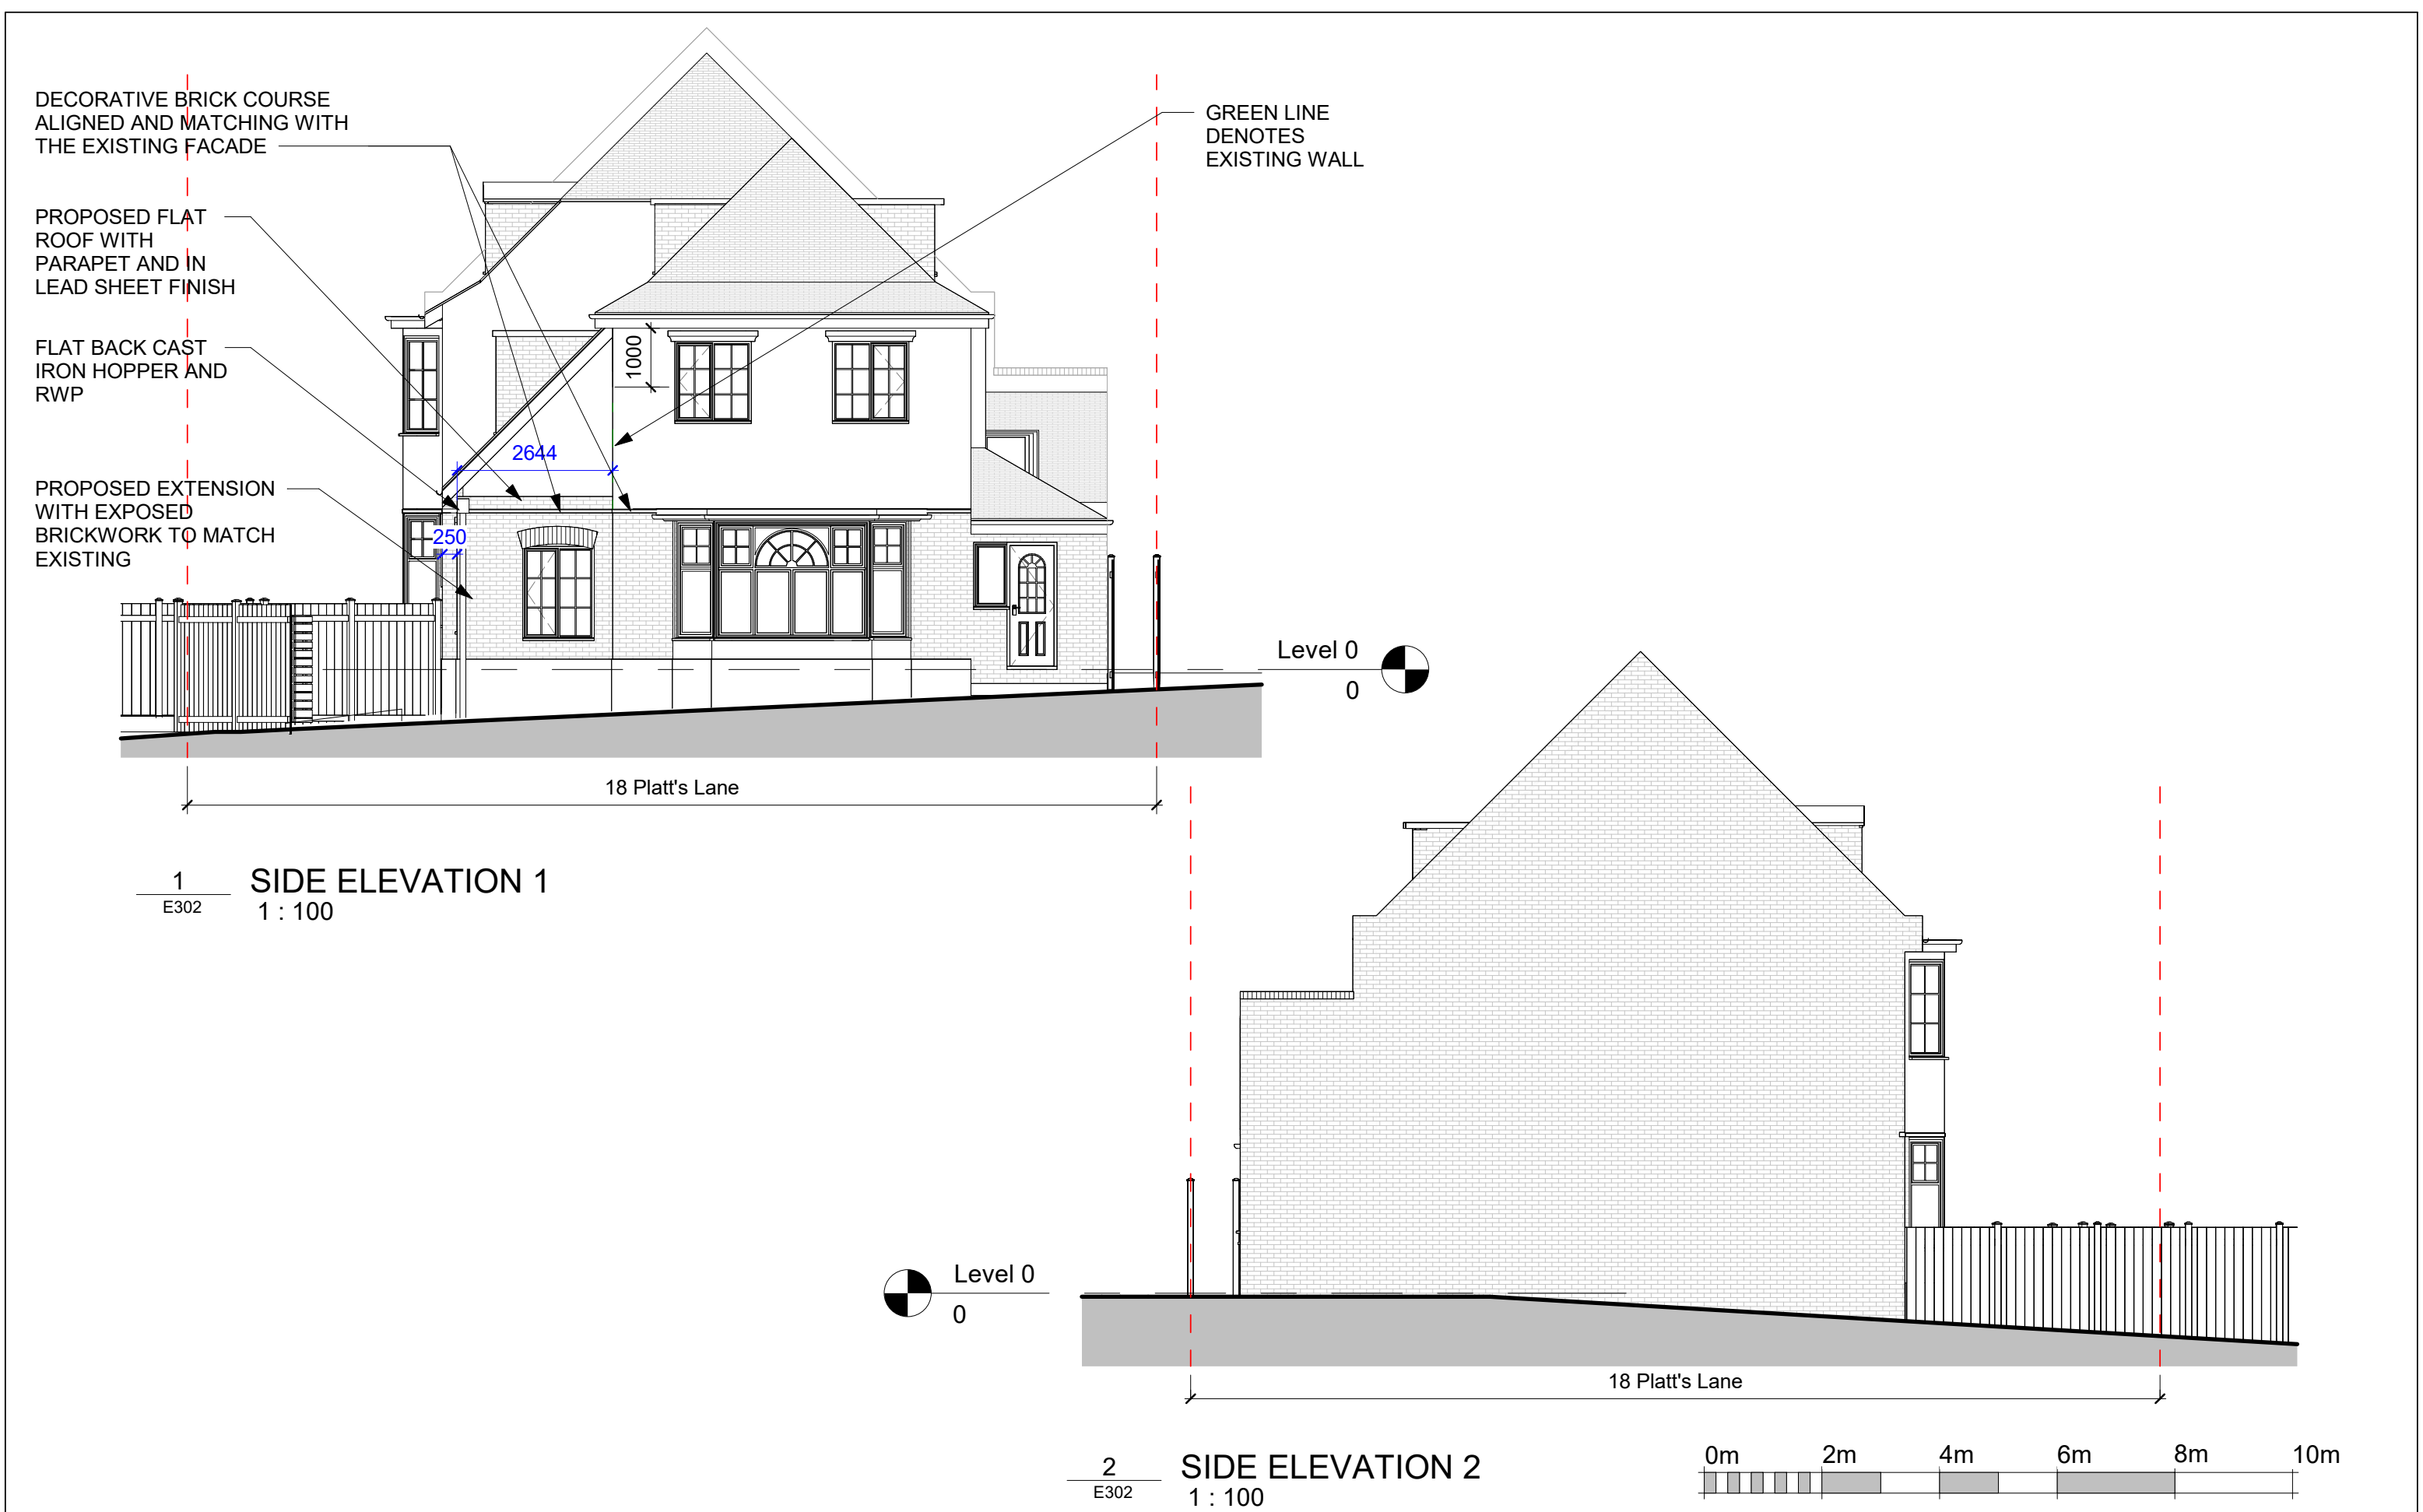 DECORATIVE BRICK COURSE
ALIGNED AND MATCHING WITH
THE EXISTING FACADE
GREEN LINE
DENOTES
EXISTING WALL
PROPOSED FLAT
ROOF WITH
PARAPET AND IN
LEAD SHEET FINISH
FLAT BACK CAST
IRON HOPPER AND
RWP
1000
2644
PROPOSED EXTENSION
WITH EXPOSED
BRICKWORK TO MATCH
EXISTING
250
Level 0
0
18 Platt's Lane
1
E302
SIDE ELEVATION 1
1 : 100
Level 0
0
18 Platt's Lane
2
E302
SIDE ELEVATION 2
1 : 100
0m 2m 4m 6m 8m 10m